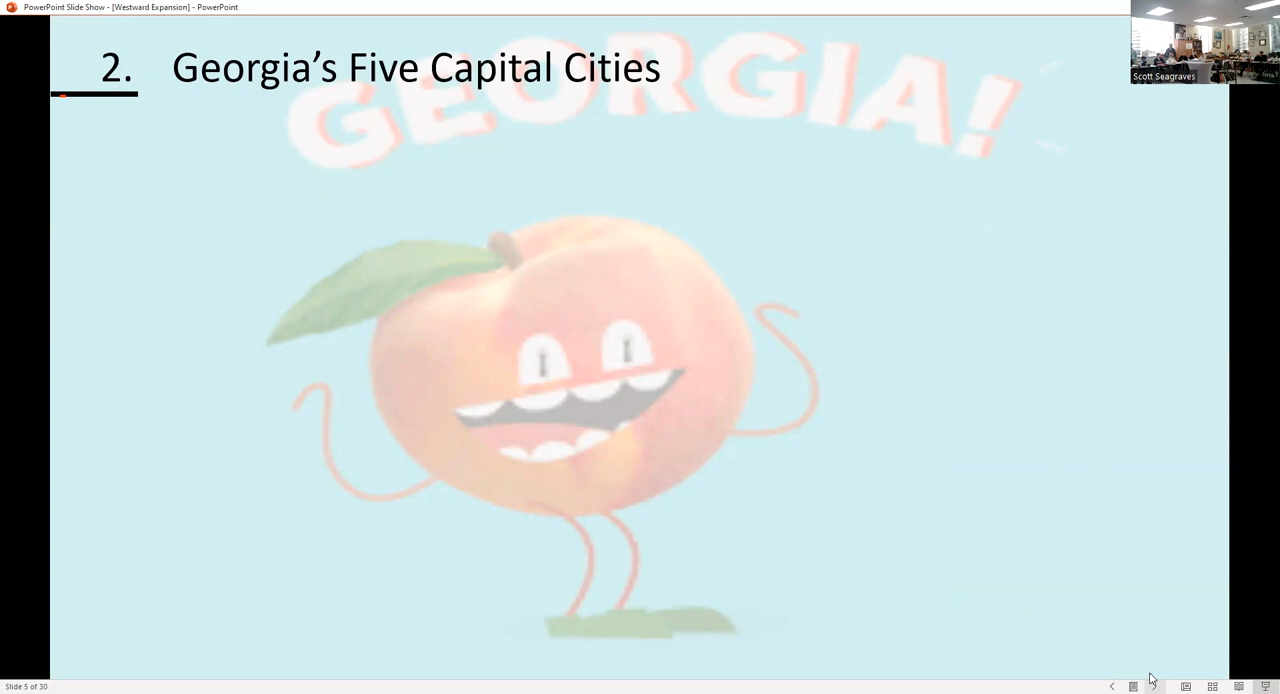 PowerPoint Slide Show - [Westward Expansion] - PowerPoint
2. Georgia's Five Capital Cities
GEORGIA!
Scott Seagraves
Slide 5 of 30